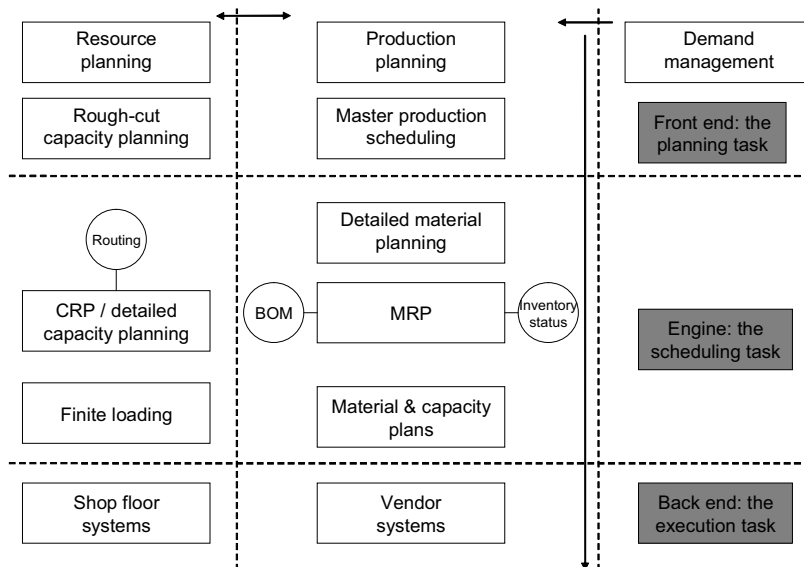 Resource
planning
Production
planning
Demand
management
Rough-cut
capacity planning
Master production
scheduling
Front end: the
planning task
Routing
Detailed material
planning
CRP / detailed
capacity planning
BOM
MRP
Inventory
status
Engine: the
scheduling task
Finite loading
Material & capacity
plans
Shop floor
systems
Vendor
systems
Back end: the
execution task